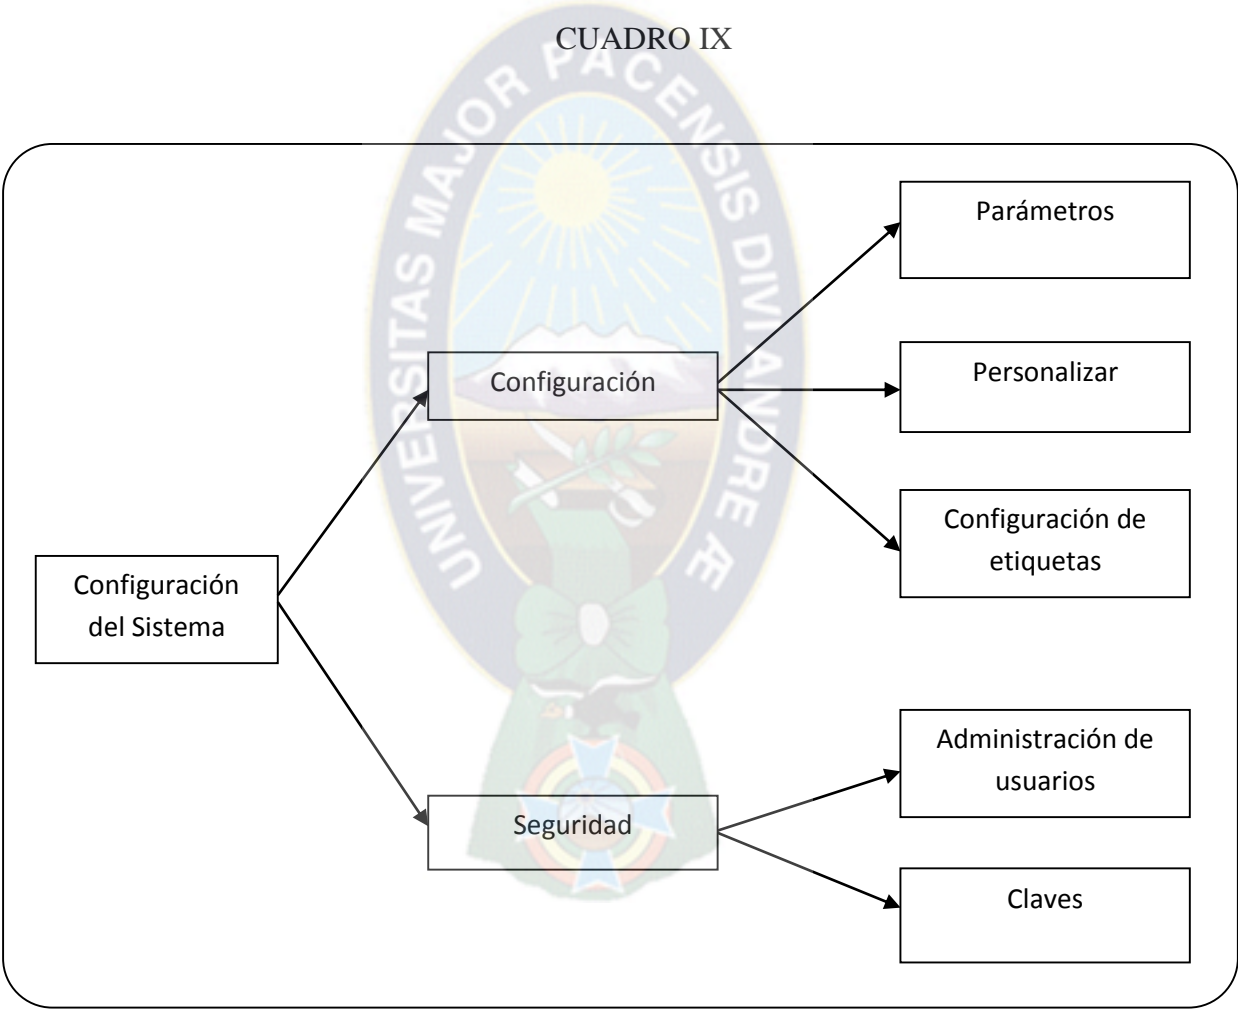 CUADRO IX
UNIVERSITAS MAJOR PACENSIS DIVI ANDRE Æ
Parámetros
Configuración
Personalizar
Configuración de
etiquetas
Configuración
del Sistema
Administración de
usuarios
Seguridad
Claves